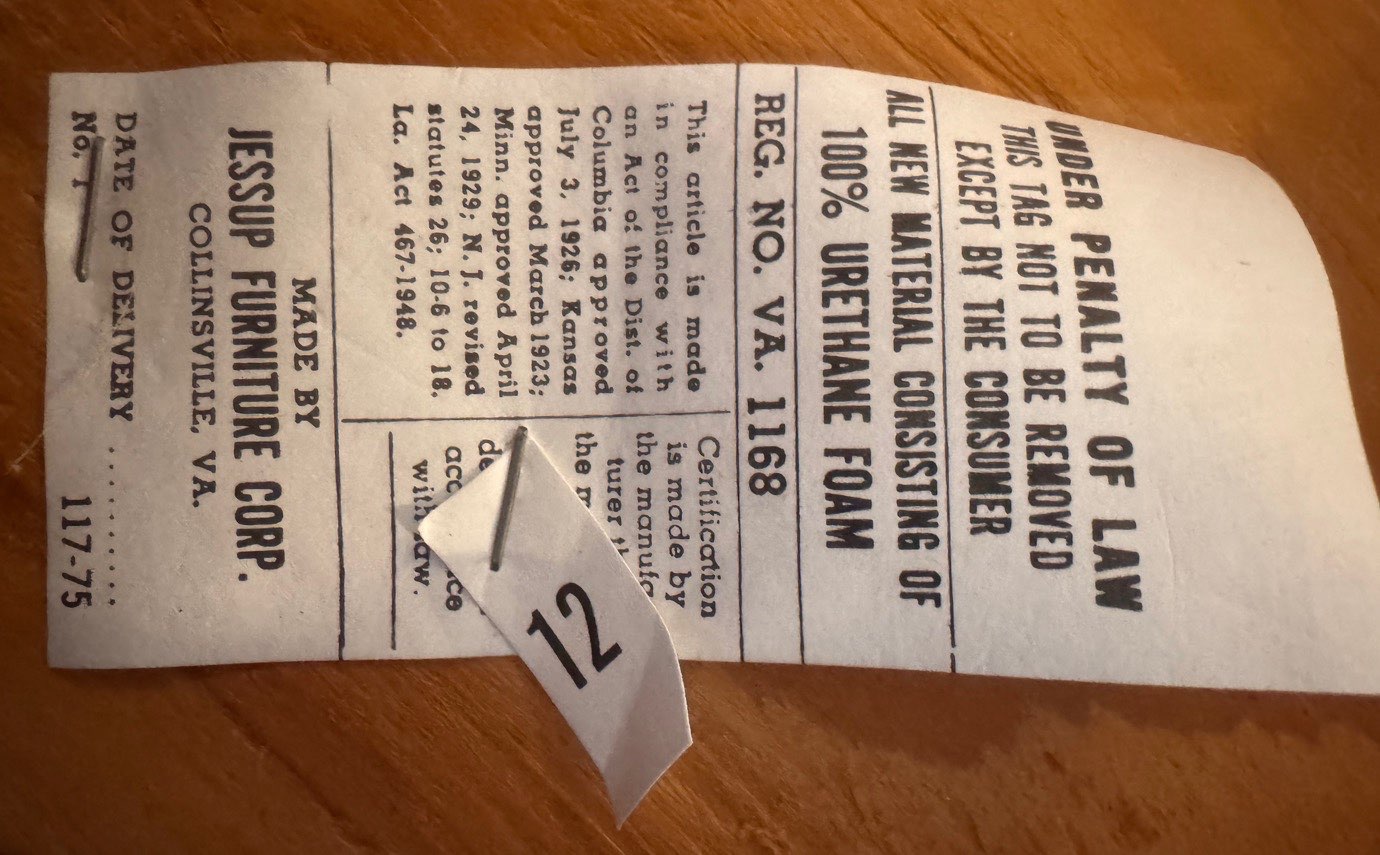 UNDER PENALTY OF LAW
THIS TAG NOT TO BE REMOVED
EXCEPT BY THE CONSUMER
ALL NEW MATERIAL CONSISTING OF
100% URETHANE FOAM
REG. NO. VA. 1168
This article is made
in compliance with
an Act of the Dist. of
Columbia approved
July 3, 1926; Kansas
approved March 1923;
Minn. approved April
24, 1929; N. J. revised
statutes 26; 10-6 to 18.
La. Act 467-1948.
Certification
is made by
the manufa
turer
the
with law.
12
MADE BY
JESSUP FURNITURE CORP.
COLLINSVILLE, VA.
DATE OF DELIVERY ..........
No. 1
117-75